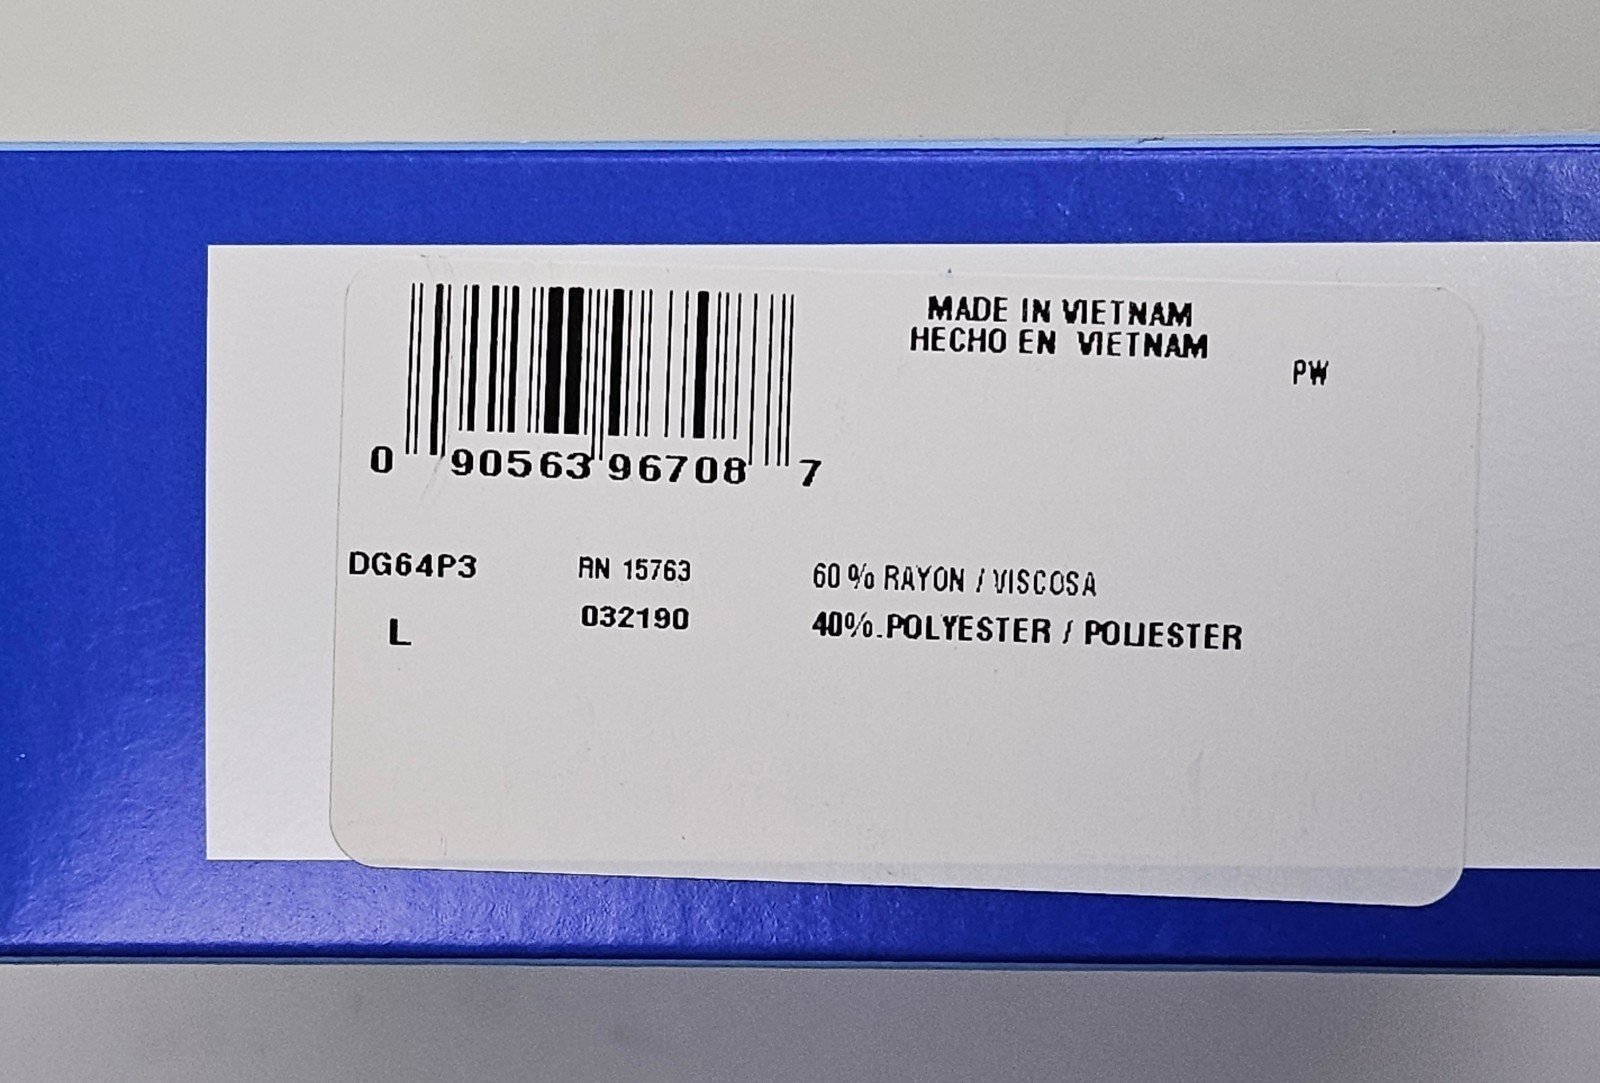 MADE IN VIETNAM
HECHO EN VIETNAM
PW
0 90563 96708 7
DG64P3
RN 15763
60 % RAYON / VISCOSA
L
032190
40%.POLYESTER / POLIESTER